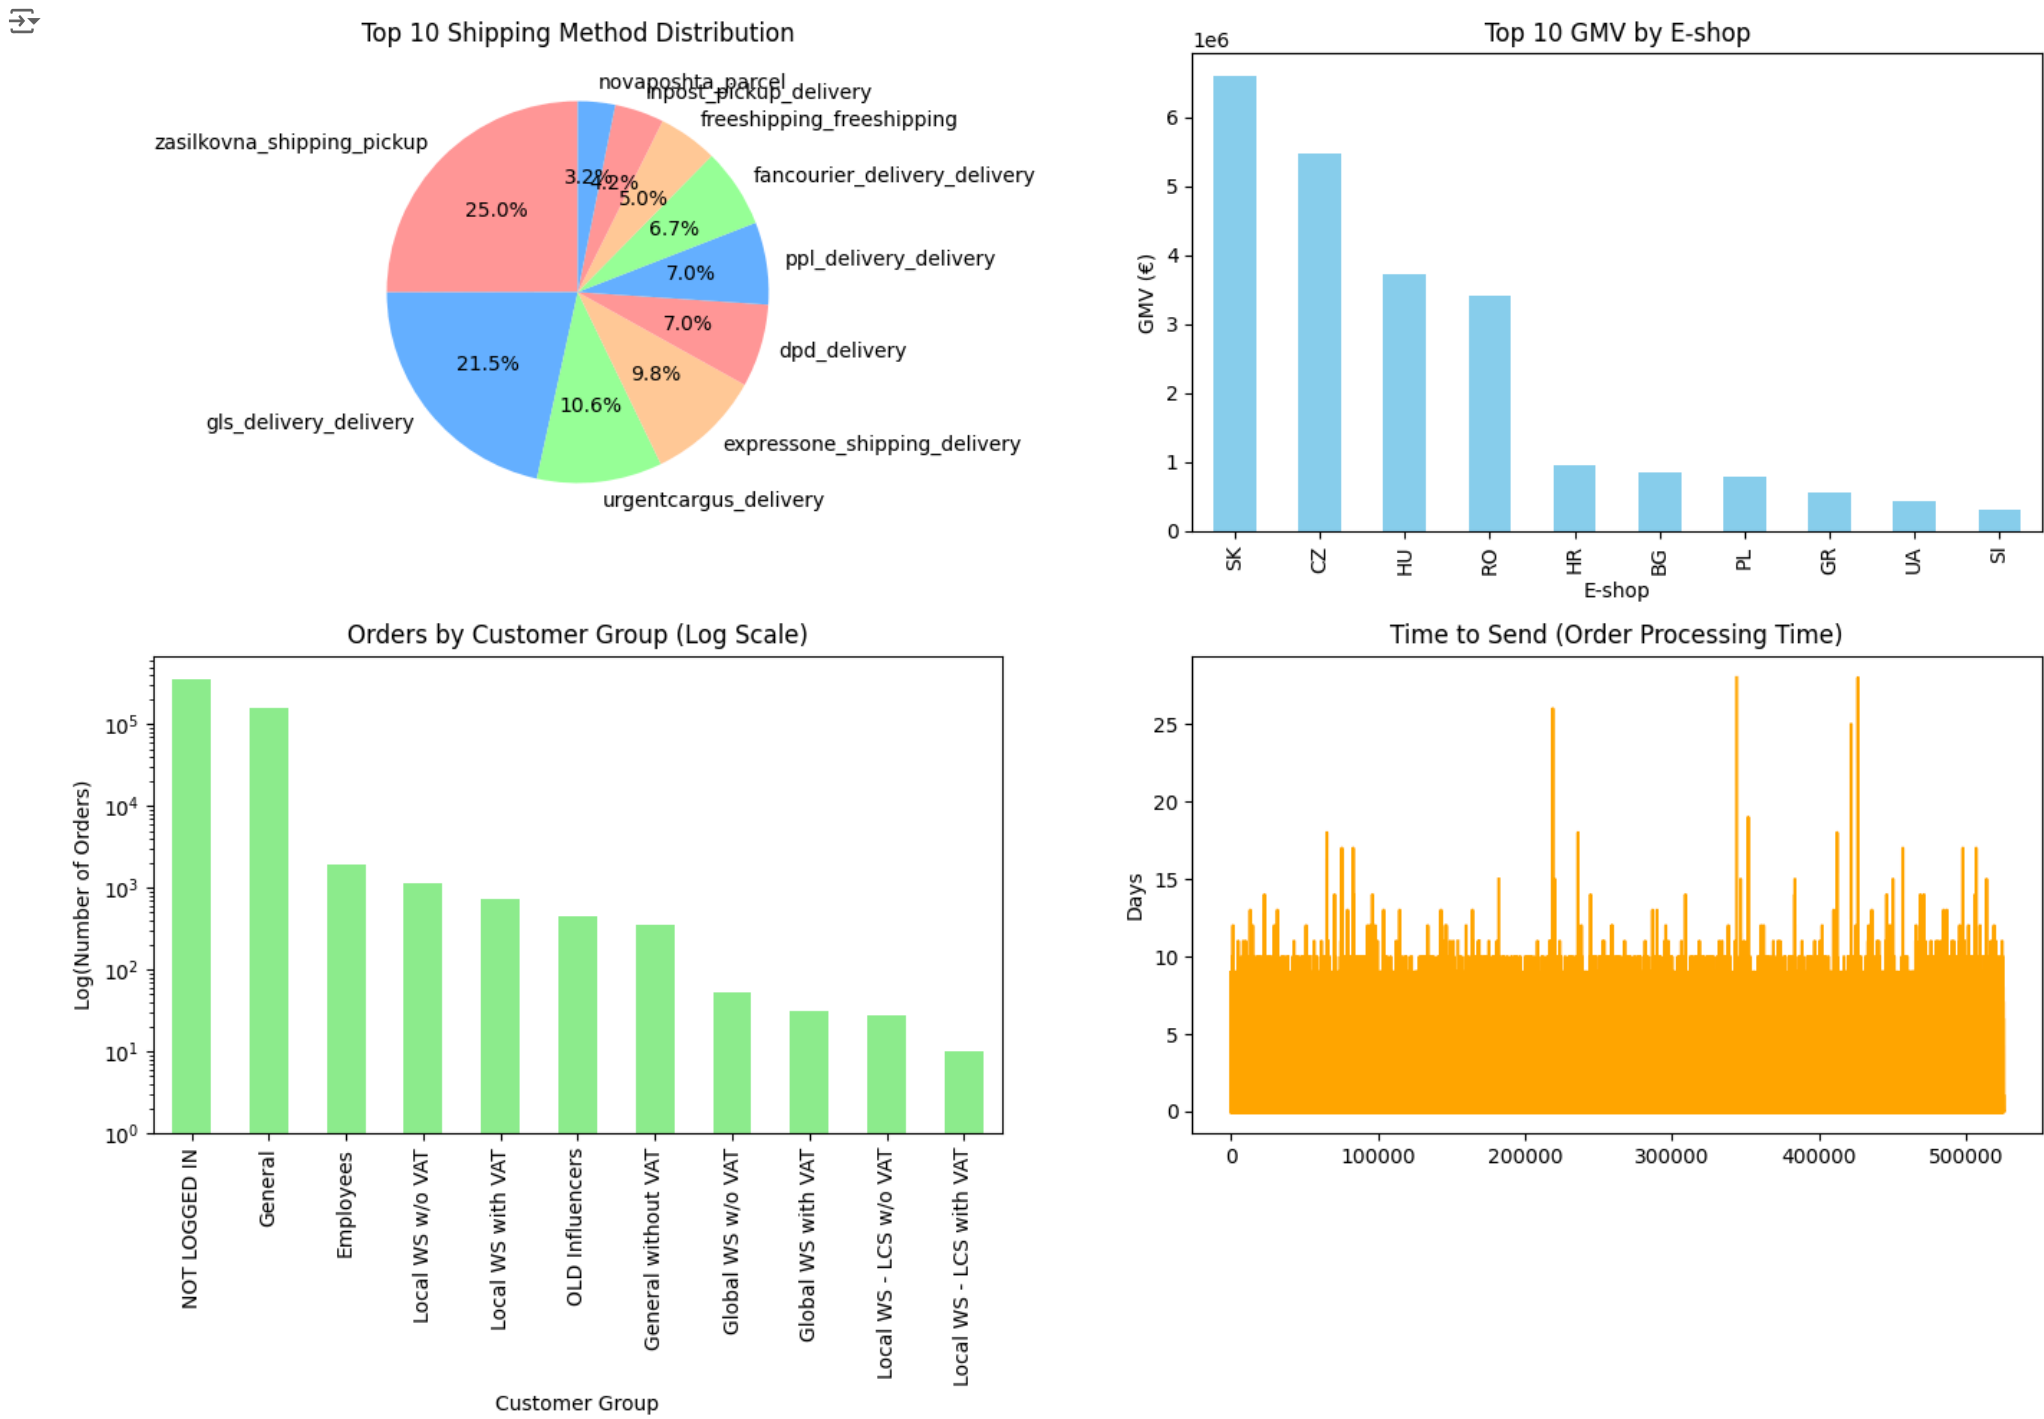 Top 10 Shipping Method Distribution
novaposhta_parcel
inpost_pickup_delivery
freeshipping_freeshipping
zasilkovna_shipping_pickup
fancourier_delivery_delivery
3.2%
4.2%
5.0%
25.0%
6.7%
ppl_delivery_delivery
7.0%
7.0%
dpd_delivery
21.5%
9.8%
10.6%
gls_delivery_delivery
expressone_shipping_delivery
urgentcargus_delivery
Top 10 GMV by E-shop
1e6
GMV (€)
6
5
4
3
2
1
0
SK
CZ
HU
RO
HR
BG
PL
GR
UA
SI
E-shop
Orders by Customer Group (Log Scale)
Log(Number of Orders)
10⁵
10⁴
10³
10²
10¹
10⁰
NOT LOGGED IN
General
Employees
Local WS w/o VAT
Local WS with VAT
OLD Influencers
General without VAT
Global WS w/o VAT
Global WS with VAT
Local WS - LCS w/o VAT
Local WS - LCS with VAT
Customer Group
Time to Send (Order Processing Time)
Days
25
20
15
10
5
0
0
100000
200000
300000
400000
500000